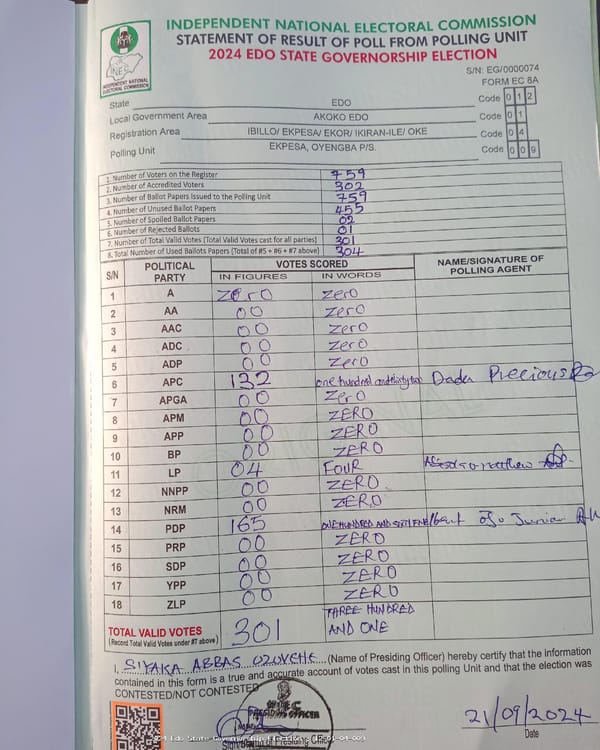 INDEPENDENT NATIONAL ELECTORAL COMMISSION
STATEMENT OF RESULT OF POLL FROM POLLING UNIT
2024 EDO STATE GOVERNORSHIP ELECTION
INEC
INDEPENDENT NATIONAL
ELECTORAL COMMISSION
S/N: EG/0000074
FORM EC 8A
State EDO Code 0 1 2
Local Government Area AKOKO EDO Code 0 1
Registration Area IBILLO/ EKPESA/ EKOR/ IKIRAN-ILE/ OKE Code 0 4
Polling Unit EKPESA, OYENGBA P/S. Code 0 0 9
1. Number of Voters on the Register 759
2. Number of Accredited Voters 302
3. Number of Ballot Papers Issued to the Polling Unit 759
4. Number of Unused Ballot Papers 455
5. Number of Spoiled Ballot Papers 02
6. Number of Rejected Ballots 01
7. Number of Total Valid Votes (Total Valid Votes cast for all parties) 301
8. Total Number of Used Ballots Papers (Total of #5 + #6 + #7 above) 304
S/N POLITICAL PARTY VOTES SCORED NAME/SIGNATURE OF POLLING AGENT
IN FIGURES IN WORDS
1 A zero zero
2 AA 00 zero
3 AAC 00 zero
4 ADC 00 zero
5 ADP 00 zero
6 APC 132 one hundred and thirty two Dada Precious
7 APGA 00 Zero
8 APM 00 ZERO
9 APP 00 ZERO
10 BP 00 ZERO
11 LP 04 FOUR matthew
12 NNPP 00 ZERO
13 NRM 00 ZERO
14 PDP 165 ONE HUNDRED AND SIXTY FIVE Ojo Junior
15 PRP 00 ZERO
16 SDP 00 ZERO
17 YPP 00 ZERO
18 ZLP 00 ZERO
TOTAL VALID VOTES 301 THREE HUNDRED AND ONE
(Record Total Valid Votes under #7 above)
I, SIYAKA ABBAS OZOVEHE (Name of Presiding Officer) hereby certify that the information
contained in this form is a true and accurate account of votes cast in this polling Unit and that the election was
CONTESTED/NOT CONTESTED
INEC
PRESIDING OFFICER
21/09/2024
Date